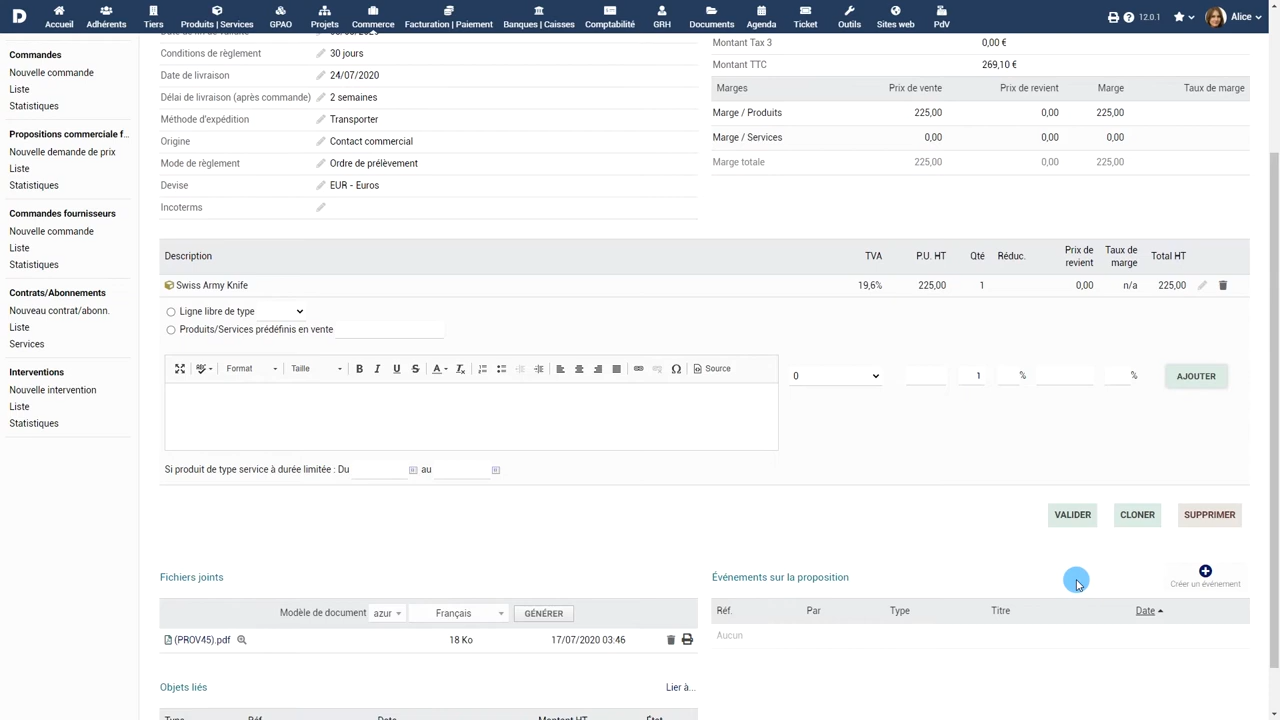 Accueil Adhérents Tiers Produits | Services GPAO Projets Commerce Facturation | Paiement Banques | Caisses Comptabilité GRH Documents Agenda Ticket Outils Sites web PdV 12.0.1 Alice
Commandes
Nouvelle commande
Liste
Statistiques
Propositions commerciale f...
Nouvelle demande de prix
Liste
Statistiques
Commandes fournisseurs
Nouvelle commande
Liste
Statistiques
Contrats/Abonnements
Nouveau contrat/abonn.
Liste
Services
Interventions
Nouvelle intervention
Liste
Statistiques
Conditions de règlement 30 jours
Date de livraison 24/07/2020
Délai de livraison (après commande) 2 semaines
Méthode d'expédition Transporter
Origine Contact commercial
Mode de règlement Ordre de prélèvement
Devise EUR - Euros
Incoterms
Montant Tax 3 0,00 €
Montant TTC 269,10 €
Marges Prix de vente Prix de revient Marge Taux de marge
Marge / Produits 225,00 0,00 225,00
Marge / Services 0,00 0,00 0,00
Marge totale 225,00 0,00 225,00
Description TVA P.U. HT Qté Réduc. Prix de revient Taux de marge Total HT
Swiss Army Knife 19,6% 225,00 1 0,00 n/a 225,00
Ligne libre de type
Produits/Services prédéfinis en vente
Format Taille B I U S A Source
0 1 % % AJOUTER
Si produit de type service à durée limitée : Du au
VALIDER CLONER SUPPRIMER
Fichiers joints
Modèle de document azur Français GÉNÉRER
(PROV45).pdf 18 Ko 17/07/2020 03:46
Événements sur la proposition
Créer un événement
Réf. Par Type Titre Date
Aucun
Objets liés Lier à...
Type Réf. Date Montant HT État